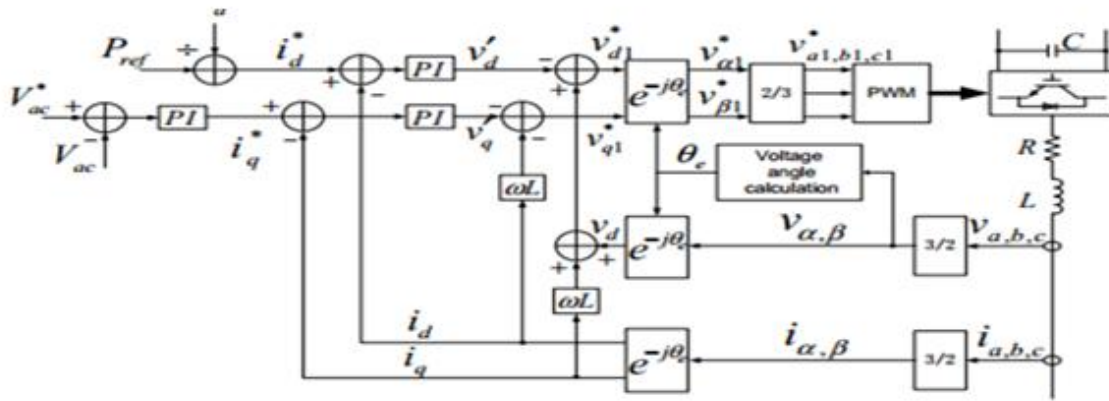 u
P_ref ÷ i_d^* + - PI v_d' - + v_d1^* v_α1^* v_a1,b1,c1^* C
e^-jθ_e 2/3 PWM
V_ac^* + - PI i_q^* + - PI v_q' - - v_q1^* v_β1^*
V_ac
R
θ_e Voltage
angle
calculation
ωL L
v_d + + e^-jθ_e v_α,β 3/2 v_a,b,c
ωL
i_d e^-jθ_e i_α,β 3/2 i_a,b,c
i_q